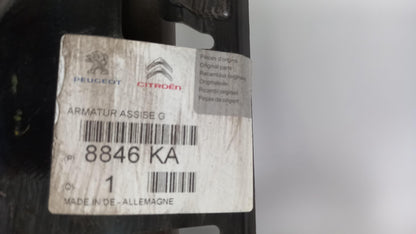 PEUGEOT
CITROËN
Pièces d'origine
Original parts
Recambios originales
Originalteile
Ricambi originali
Peças de origem
ARMATUR ASSISE G
P/ 8846 KA
Q\ 1
MADE IN DE - ALLEMAGNE